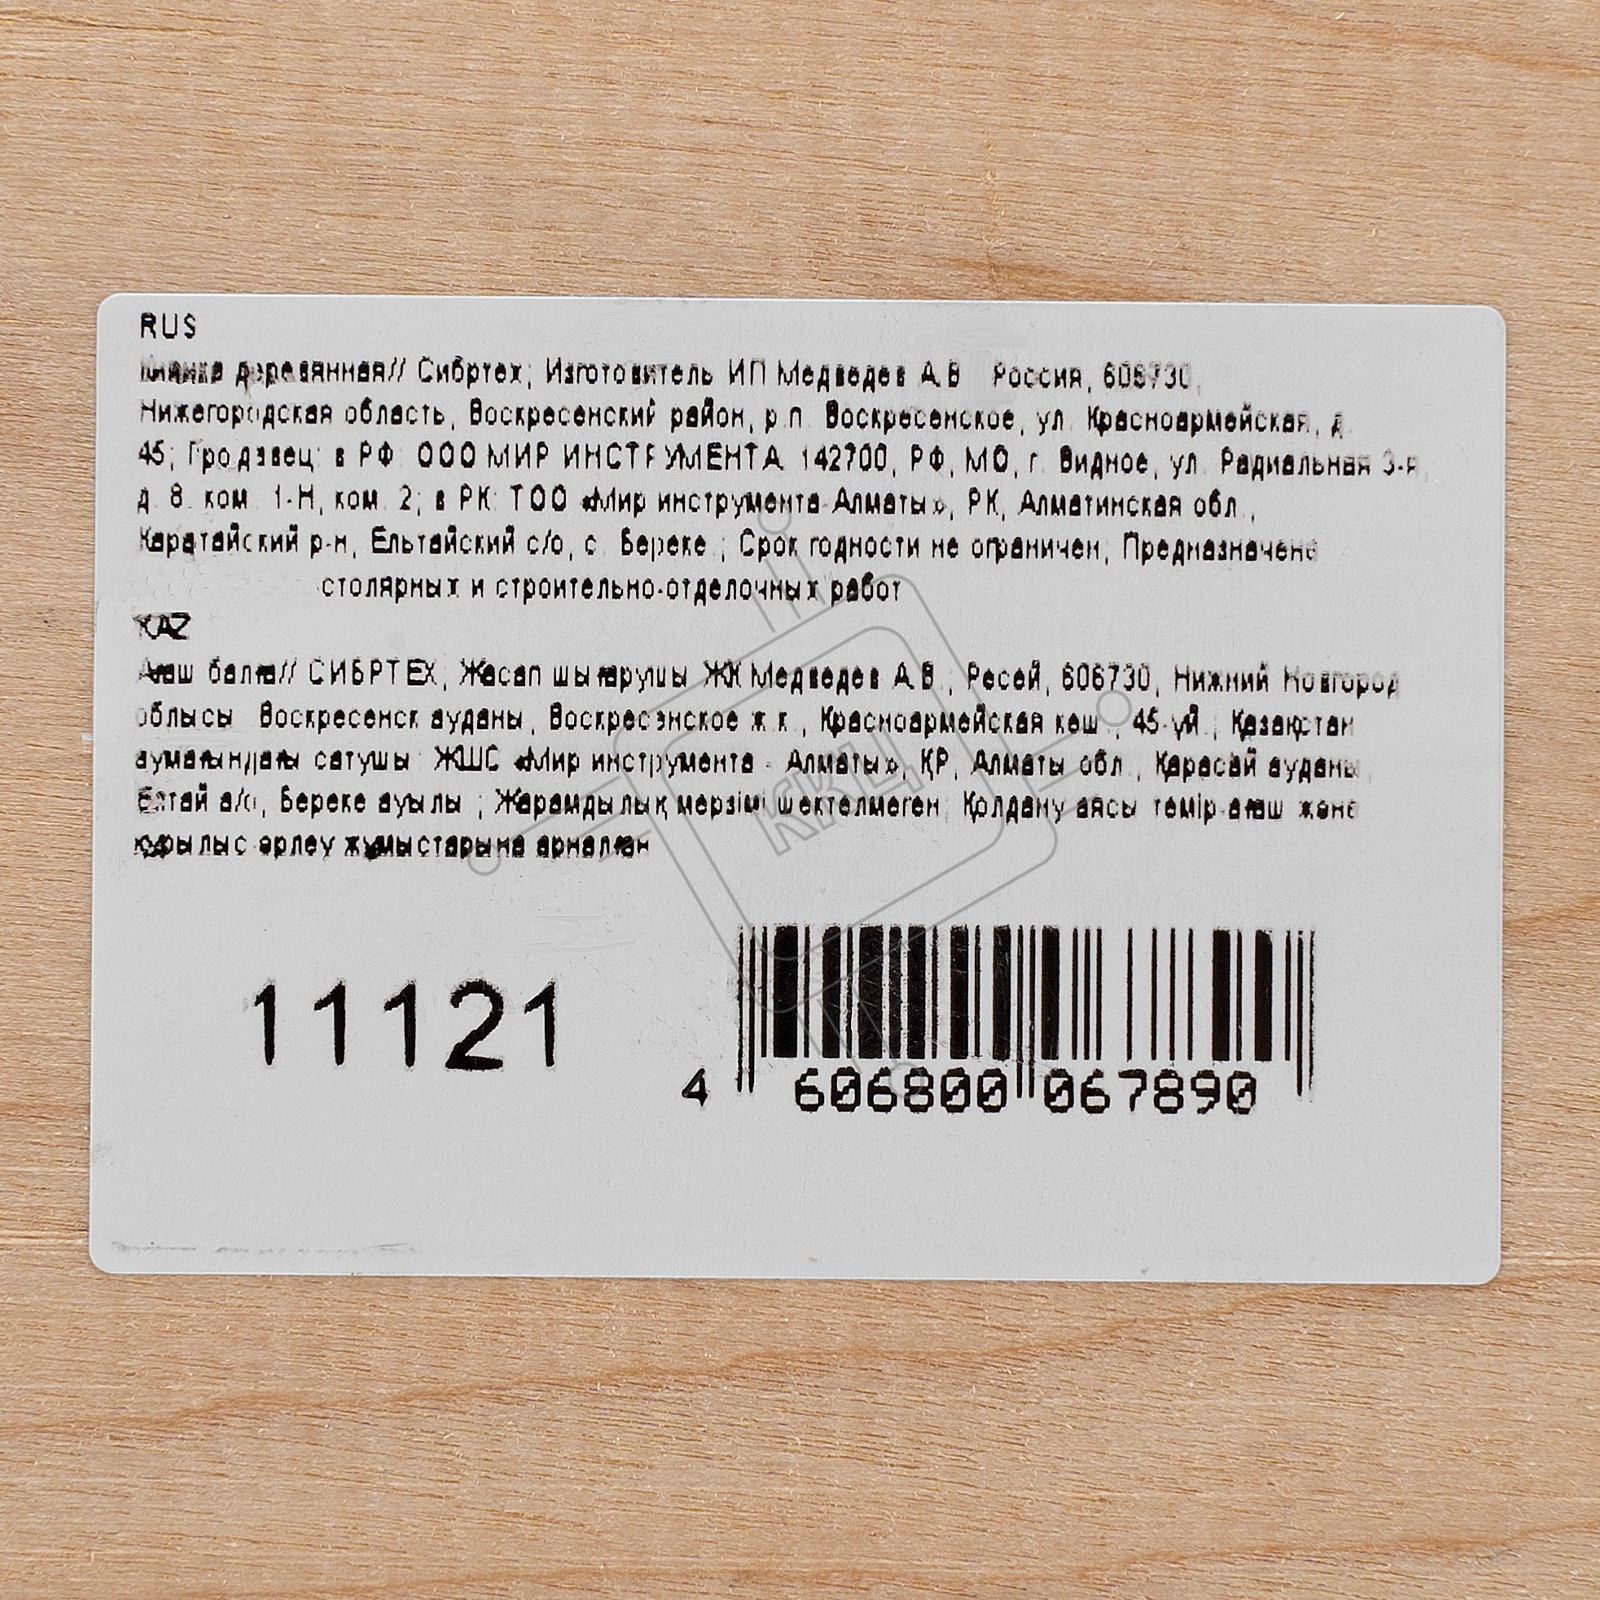 RUS
Киянка деревянная// Сибртех; Изготовитель ИП Медведев А.В. Россия, 606730,
Нижегородская область, Воскресенский район, р.п. Воскресенское, ул. Красноармейская, д.
45; Продавец: в РФ: ООО МИР ИНСТРУМЕНТА 142700, РФ, МО, г. Видное, ул. Радиальная 3-я,
д. 8. ком. 1-Н, ком. 2; в РК: ТОО «Мир инструмента-Алматы», РК, Алматинская обл.,
Каратайский р-н, Ельтайский с/о, с. Береке.; Срок годности не ограничен; Предназначено
столярных и строительно-отделочных работ
KAZ
Ағаш балға// СИБРТЕХ, Жасап шығарушы ЖК Медведев А.В., Ресей, 606730, Нижний Новгород
облысы. Воскресенск ауданы, Воскресенское ж.к., Красноармейская көш., 45-үй.; Қазақстан
аумағындағы сатушы: ЖШС «Мир инструмента - Алматы», ҚР, Алматы обл., Қарасай ауданы
Елтай а/о, Береке ауылы.; Жарамдылық мерзімі шектелмеген; Қолдану аясы темір-ағаш және
құрылыс әрлеу жұмыстарына арналған
11121
4 606800 067890
ККЦ